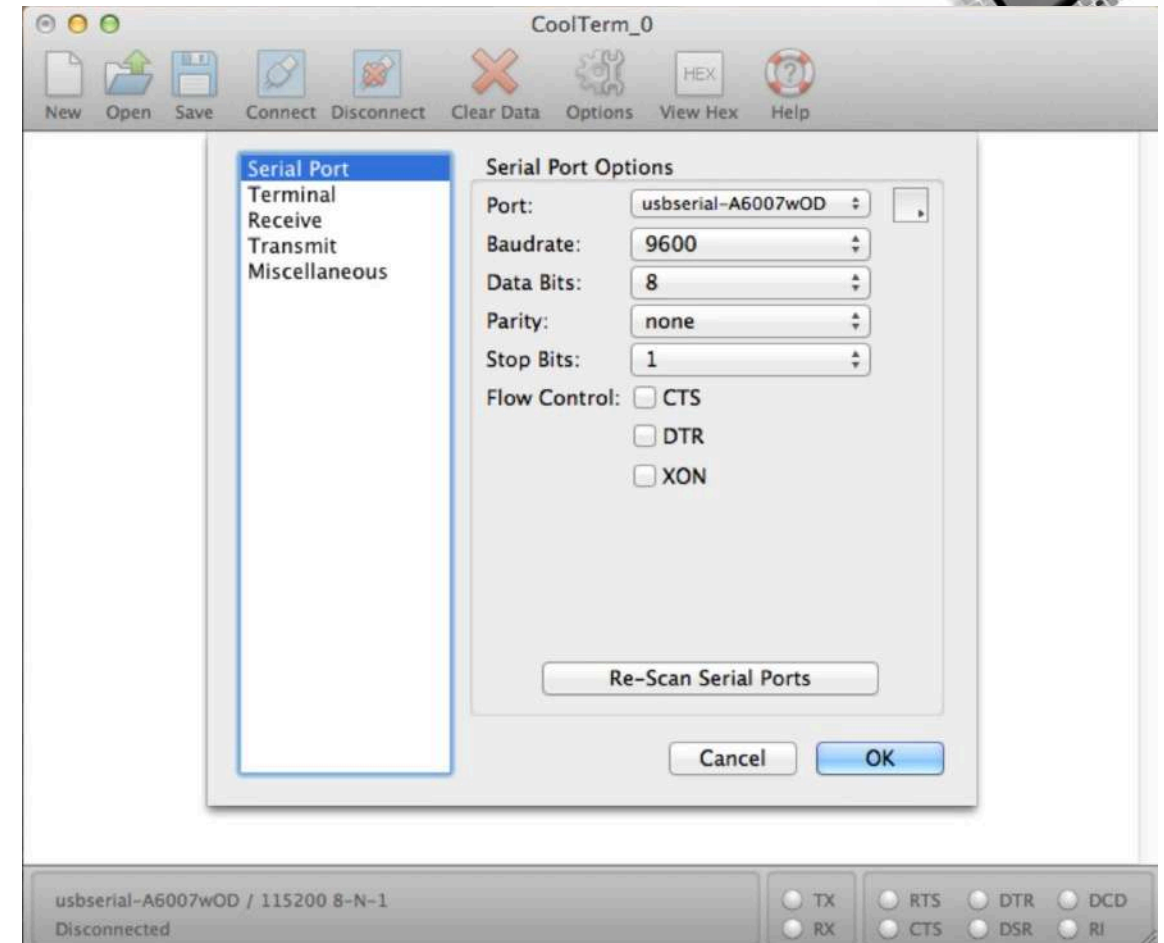 CoolTerm_0
HEX
New Open Save Connect Disconnect Clear Data Options View Hex Help
Serial Port
Terminal
Receive
Transmit
Miscellaneous
Serial Port Options
Port: usbserial-A6007wOD
Baudrate: 9600
Data Bits: 8
Parity: none
Stop Bits: 1
Flow Control: CTS
DTR
XON
Re-Scan Serial Ports
Cancel OK
usbserial-A6007wOD / 115200 8-N-1
Disconnected
TX RTS DTR DCD
RX CTS DSR RI